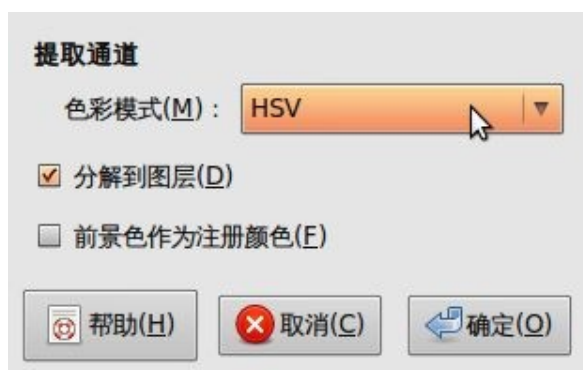 提取通道
色彩模式(M)： HSV
分解到图层(D)
前景色作为注册颜色(F)
帮助(H) 取消(C) 确定(O)